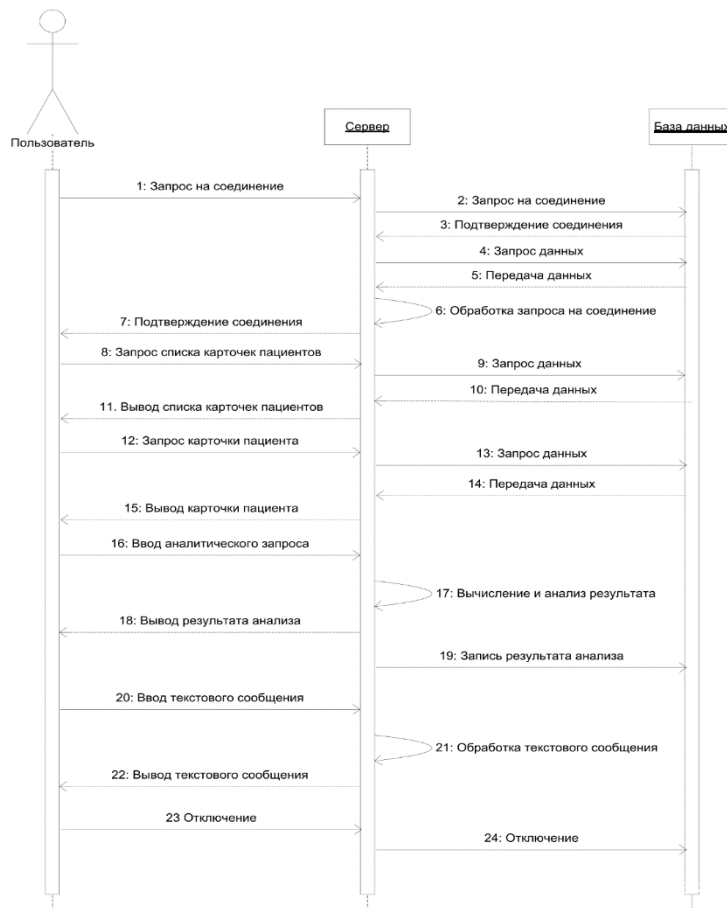 Пользователь
Сервер
База данных
1: Запрос на соединение
2: Запрос на соединение
3: Подтверждение соединения
4: Запрос данных
5: Передача данных
6: Обработка запроса на соединение
7: Подтверждение соединения
8: Запрос списка карточек пациентов
9: Запрос данных
10: Передача данных
11. Вывод списка карточек пациентов
12: Запрос карточки пациента
13: Запрос данных
14: Передача данных
15: Вывод карточки пациента
16: Ввод аналитического запроса
17: Вычисление и анализ результата
18: Вывод результата анализа
19: Запись результата анализа
20: Ввод текстового сообщения
21: Обработка текстового сообщения
22: Вывод текстового сообщения
23 Отключение
24: Отключение